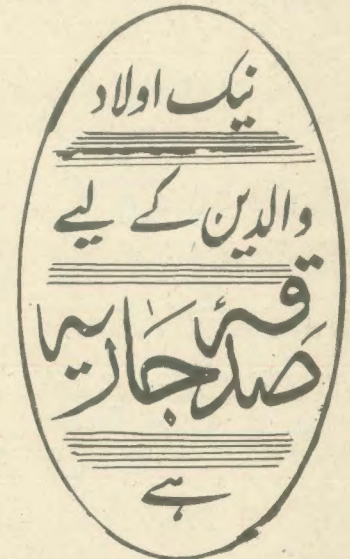 نیک اولاد
والدین کے لیے
صدقۂ جاریہ
ہے